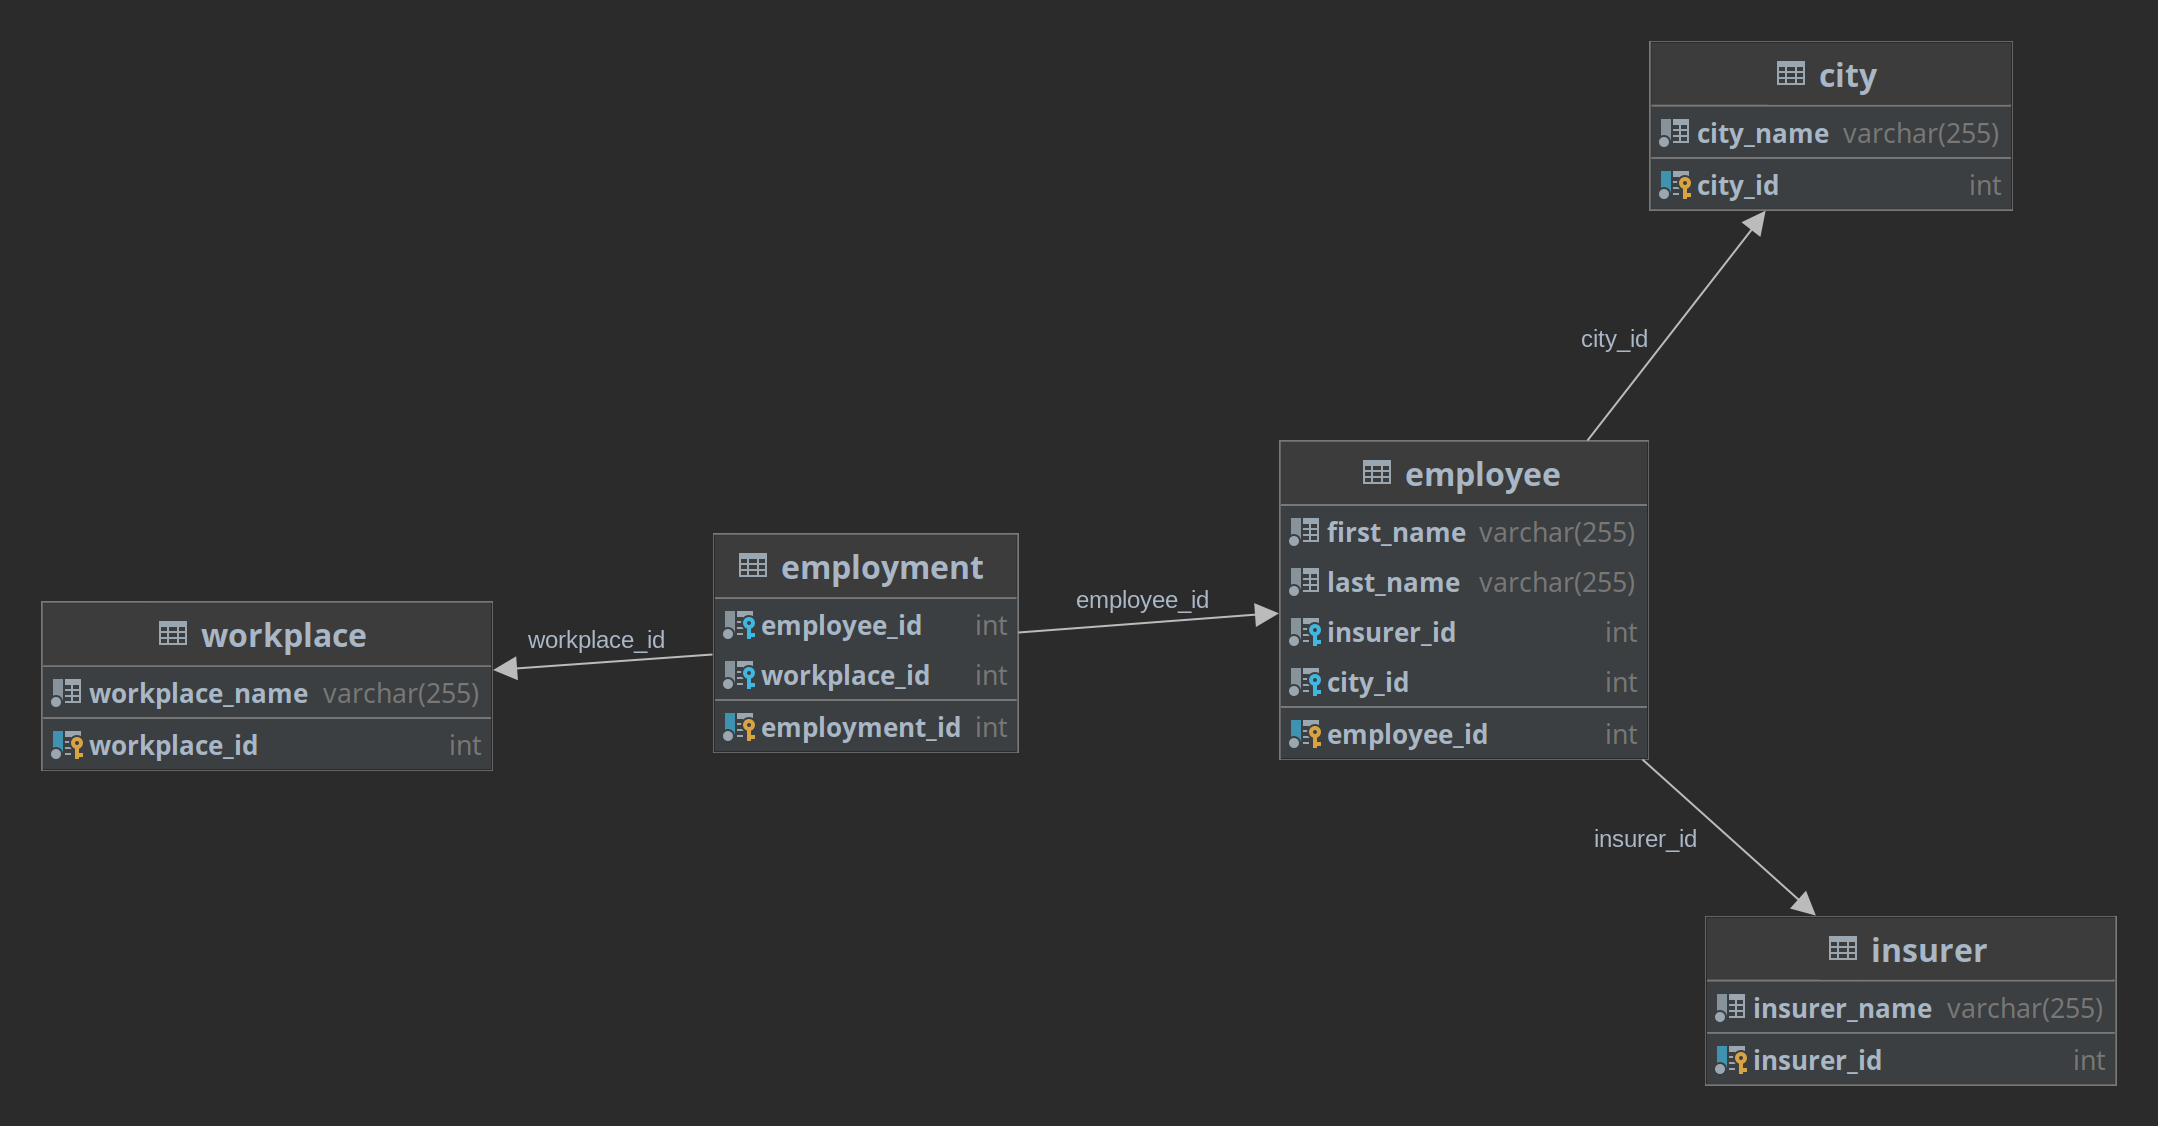 city
city_name varchar(255)
city_id int
city_id
employee
first_name varchar(255)
last_name varchar(255)
insurer_id int
city_id int
employee_id int
employment
employee_id int
workplace_id int
employment_id int
employee_id
workplace_id
workplace
workplace_name varchar(255)
workplace_id int
insurer_id
insurer
insurer_name varchar(255)
insurer_id int